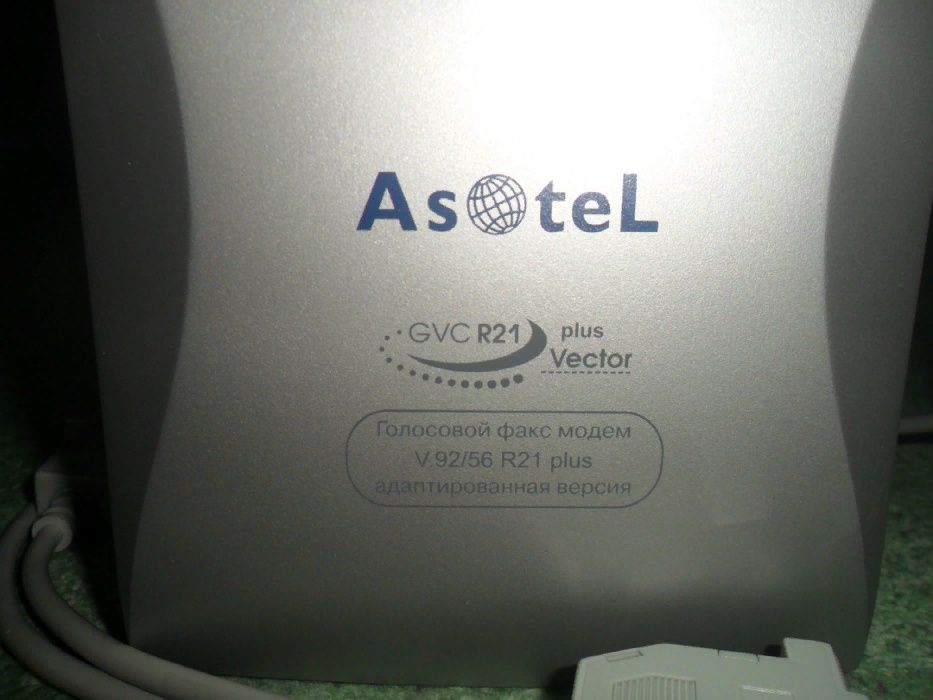 AsoteL
GVC R21 plus
Vector
Голосовой факс модем
V.92/56 R21 plus
адаптированная версия